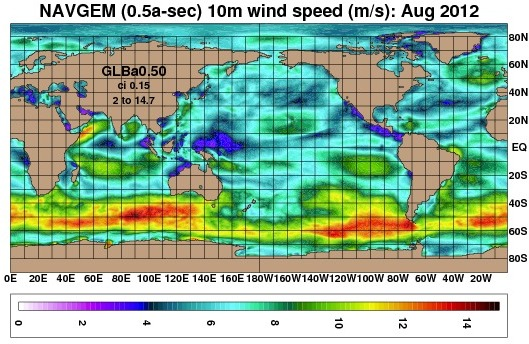 NAVGEM (0.5a-sec) 10m wind speed (m/s): Aug 2012
GLBa0.50
ci 0.15
2 to 14.7
80N
60N
40N
20N
EQ
20S
40S
60S
80S
0E 20E 40E 60E 80E 100E 120E 140E 160E 180W 160W 140W 120W 100W 80W 60W 40W 20W
0 2 4 6 8 10 12 14